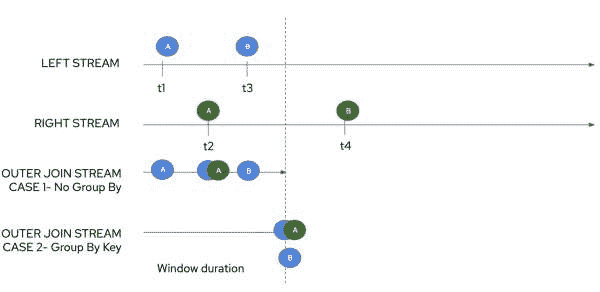 A
B
LEFT STREAM
t1
t3
A
B
RIGHT STREAM
t2
t4
A
A
B
OUTER JOIN STREAM
CASE 1- No Group By
A
OUTER JOIN STREAM
CASE 2- Group By Key
B
Window duration